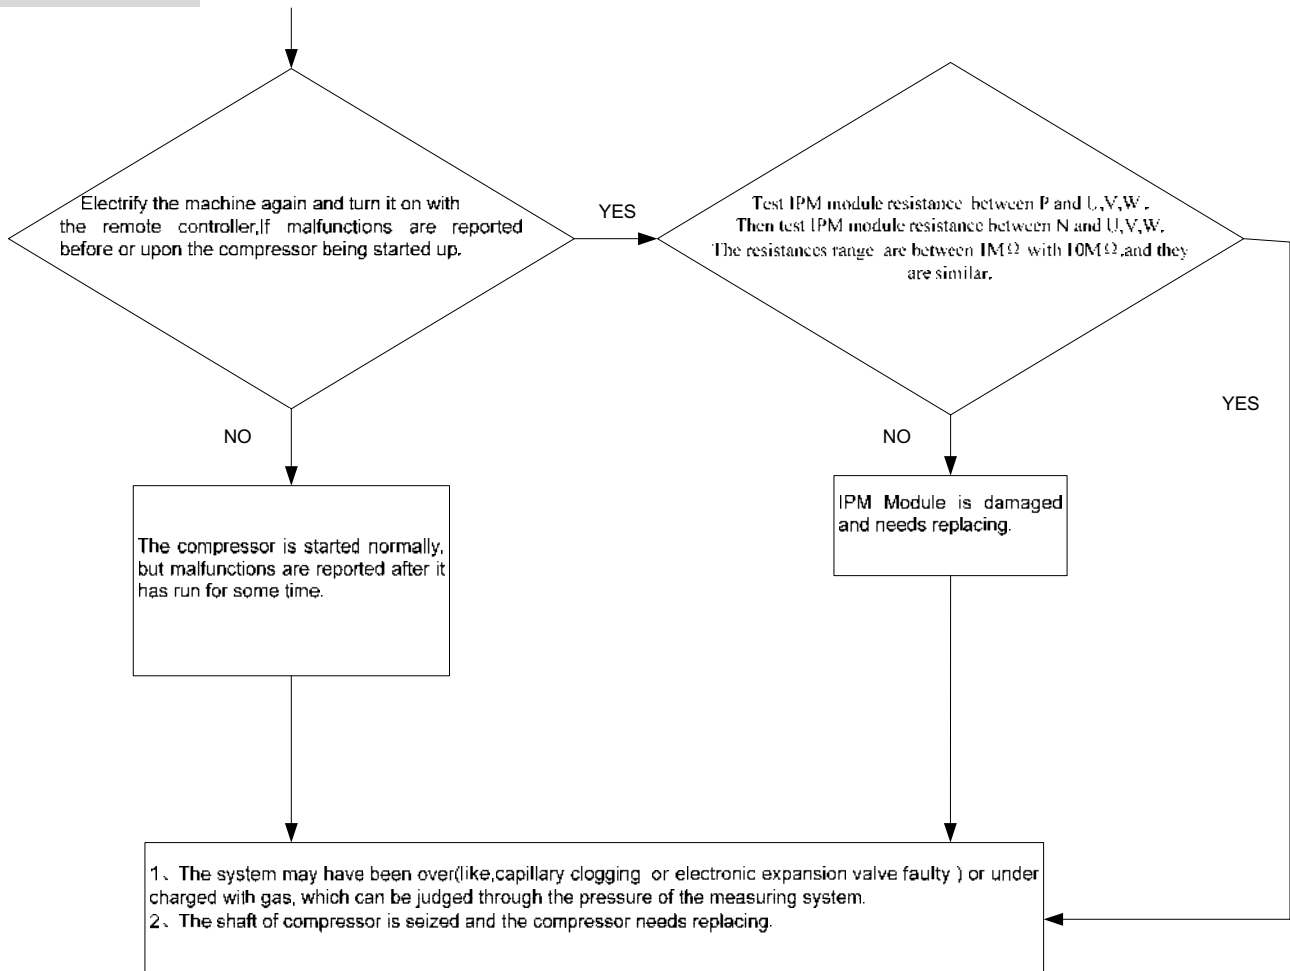 Electrify the machine again and turn it on with
the remote controller,If malfunctions are reported
before or upon the compressor being started up.
YES
Test IPM module resistance between P and U,V,W .
Then test IPM module resistance between N and U,V,W.
The resistances range are between 1MΩ with 10MΩ,and they
are similar.
YES
NO
NO
The compressor is started normally,
but malfunctions are reported after it
has run for some time.
IPM Module is damaged
and needs replacing.
1、The system may have been over(like,capillary clogging or electronic expansion valve faulty ) or under
charged with gas, which can be judged through the pressure of the measuring system.
2、The shaft of compressor is seized and the compressor needs replacing.